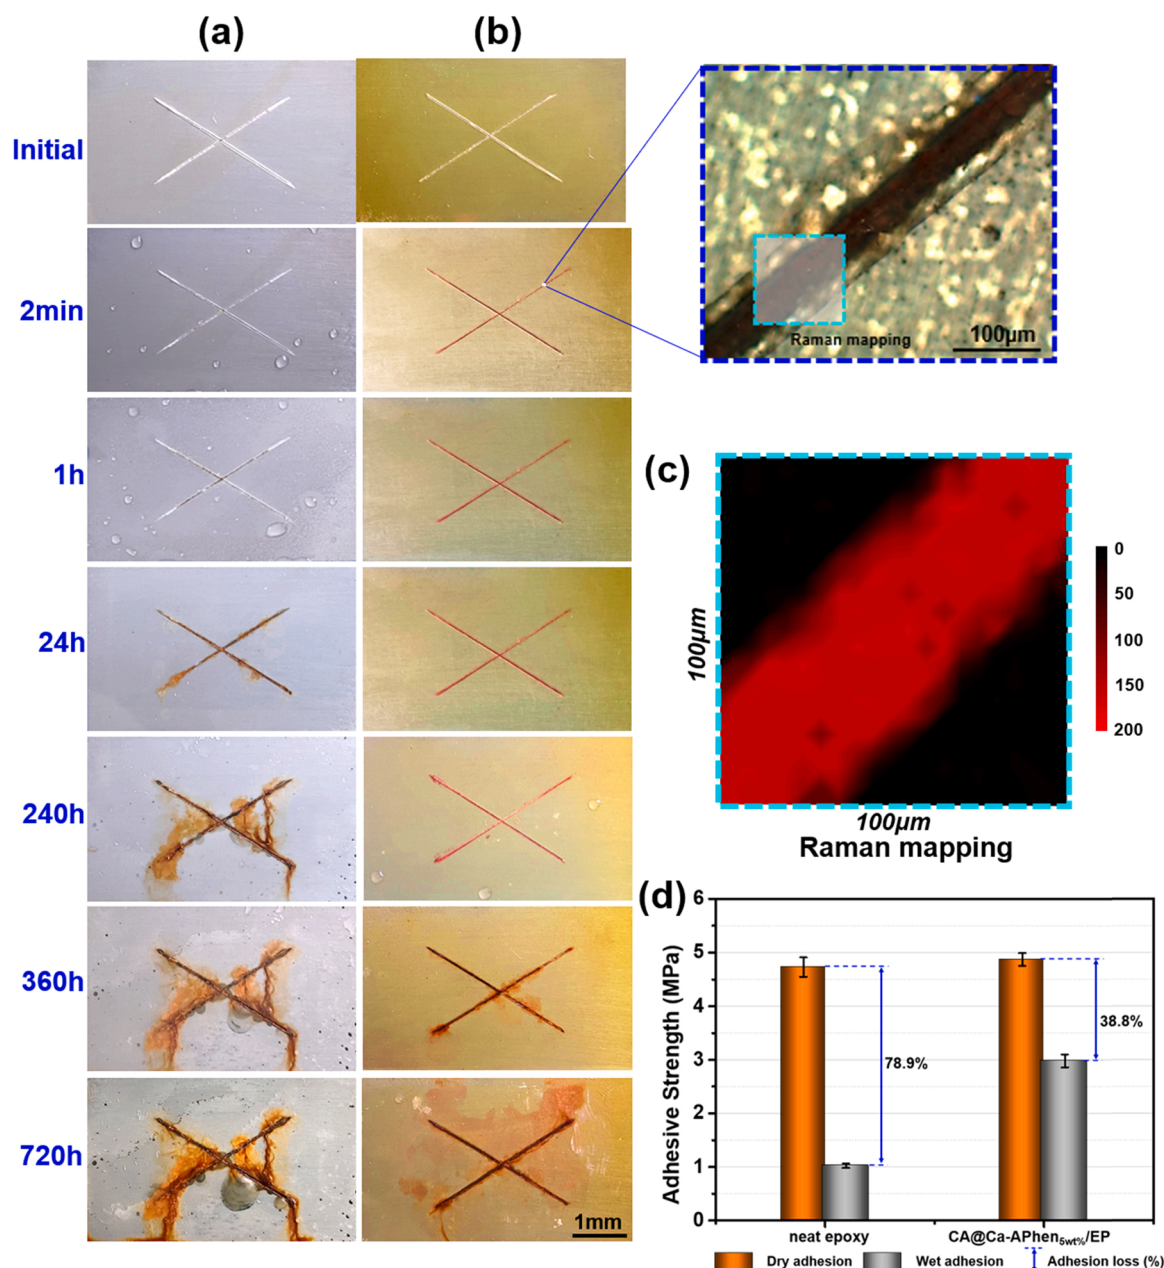 (a)
(b)
Initial
2min
1h
24h
240h
360h
720h
1mm
Raman mapping
100μm
(c)
100μm
0
50
100
150
200
100μm
Raman mapping
(d)
Adhesive Strength (MPa)
6
5
4
3
2
1
0
78.9%
38.8%
neat epoxy
CA@Ca-APhen5wt%/EP
Dry adhesion
Wet adhesion
Adhesion loss (%)